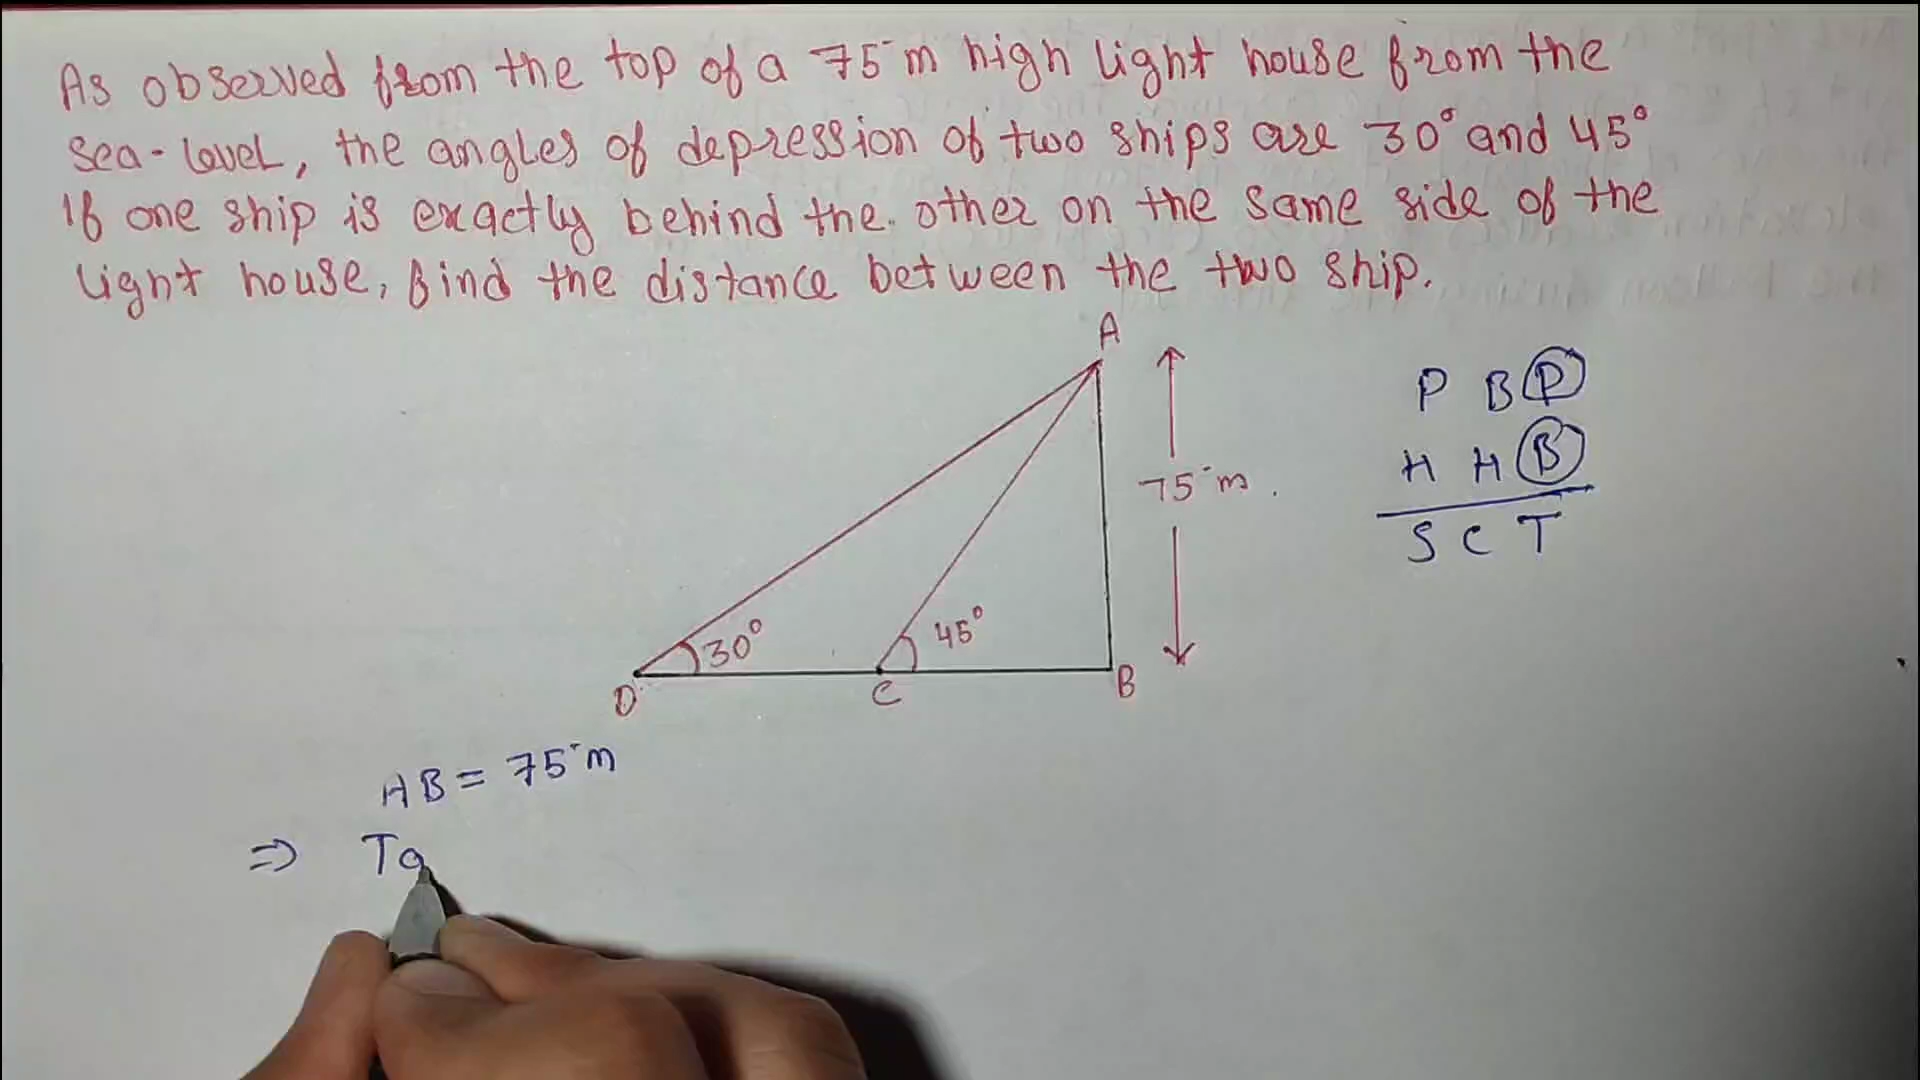 As observed from the top of a 75 m high light house from the
sea-level, the angles of depression of two ships are 30° and 45°
If one ship is exactly behind the other on the same side of the
light house, find the distance between the two ship.
A
P B P
H H B
S C T
75 m.
30°
45°
D
C
B
AB = 75 m
⇒ Ta